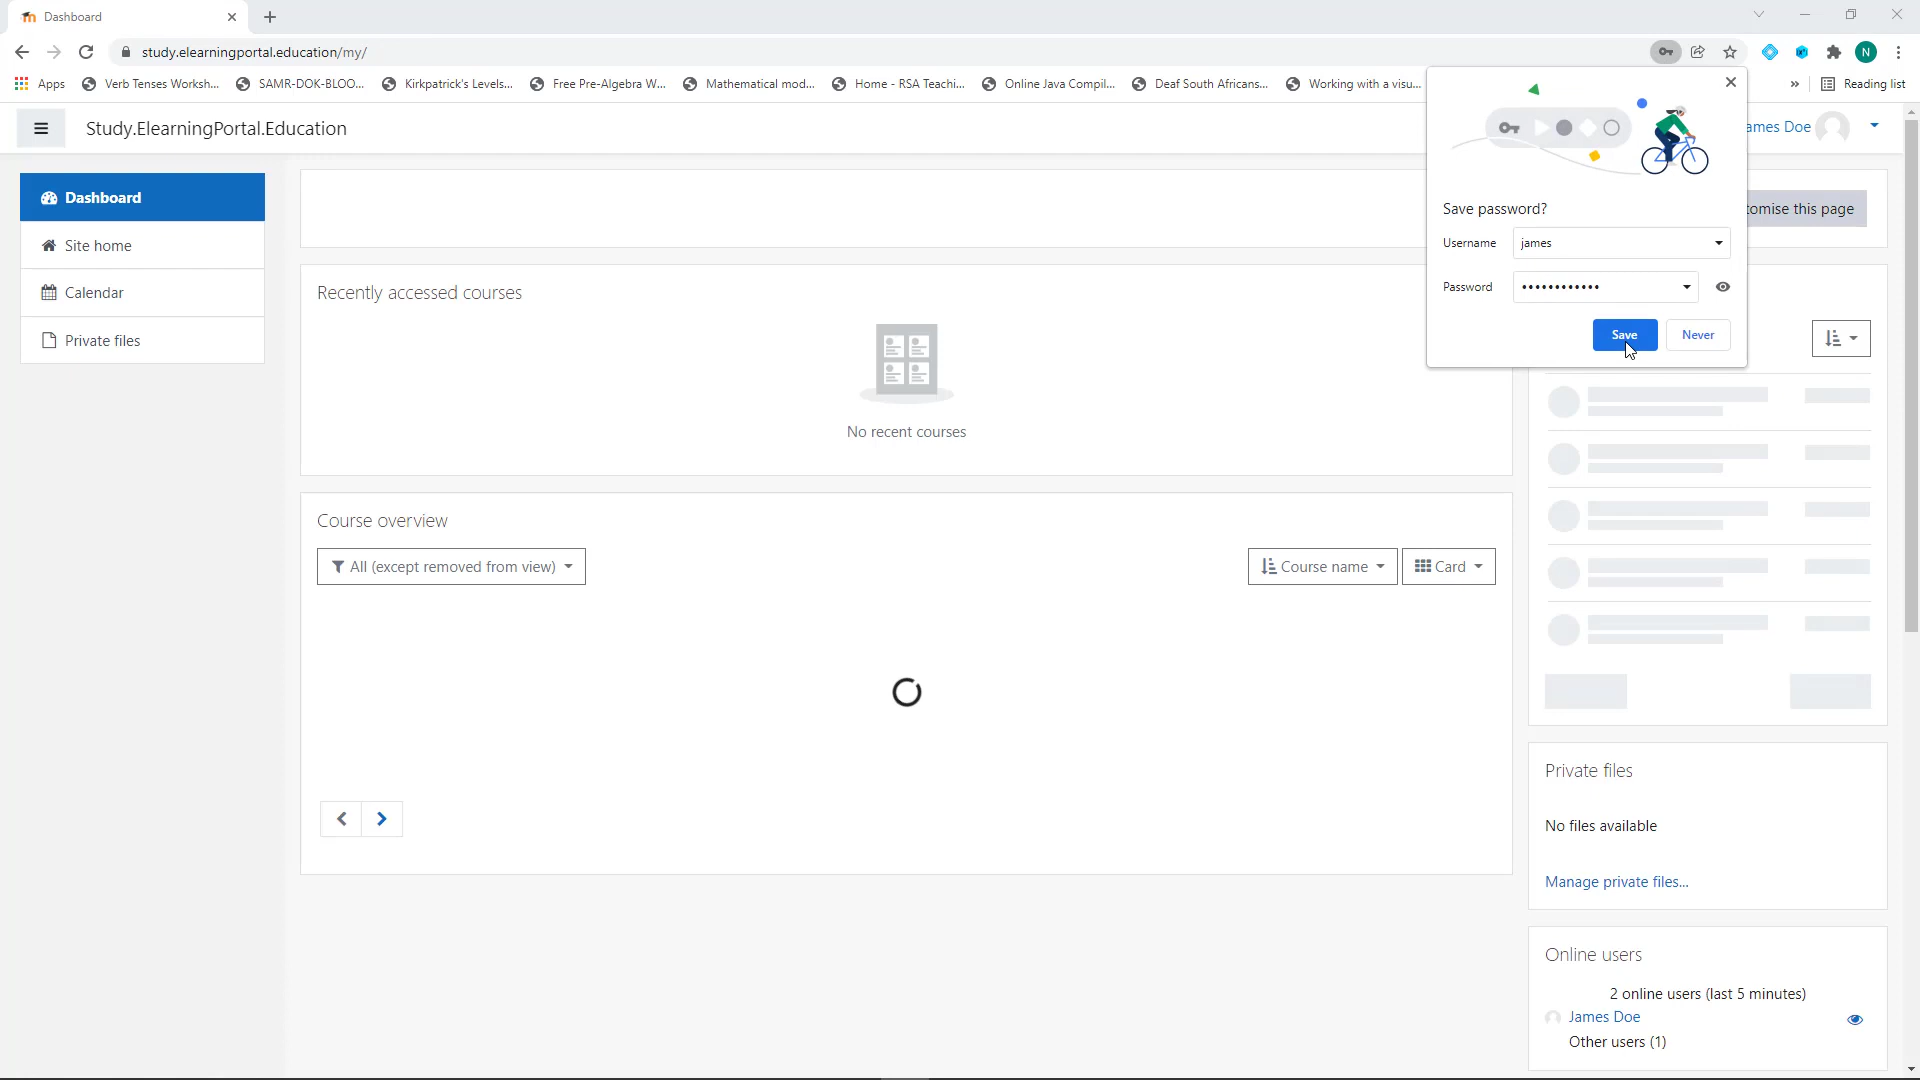 Dashboard
study.elearningportal.education/my/
N
Apps
Verb Tenses Worksh...
SAMR-DOK-BLOO...
Kirkpatrick's Levels...
Free Pre-Algebra W...
Mathematical mod...
Home - RSA Teachi...
Online Java Compil...
Deaf South Africans...
Working with a visu...
»
Reading list
Study.ElearningPortal.Education
ames Doe
Dashboard
Site home
Calendar
Private files
tomise this page
Save password?
Username
james
Password
••••••••••••
Save
Never
Recently accessed courses
No recent courses
Course overview
All (except removed from view)
Course name
Card
Private files
No files available
Manage private files...
Online users
2 online users (last 5 minutes)
James Doe
Other users (1)